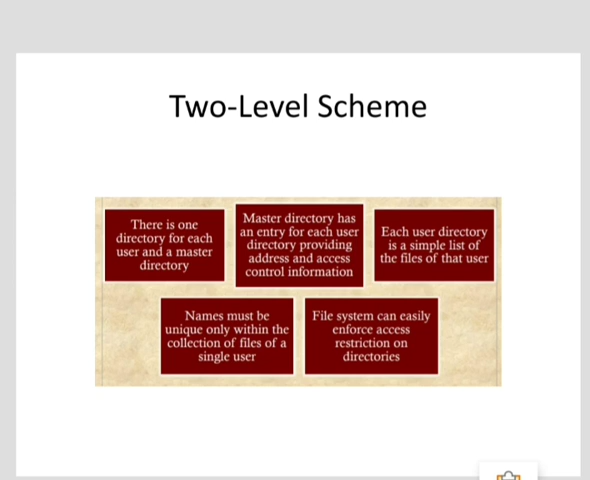 Two-Level Scheme
There is one
directory for each
user and a master
directory
Master directory has
an entry for each user
directory providing
address and access
control information
Each user directory
is a simple list of
the files of that user
Names must be
unique only within the
collection of files of a
single user
File system can easily
enforce access
restriction on
directories